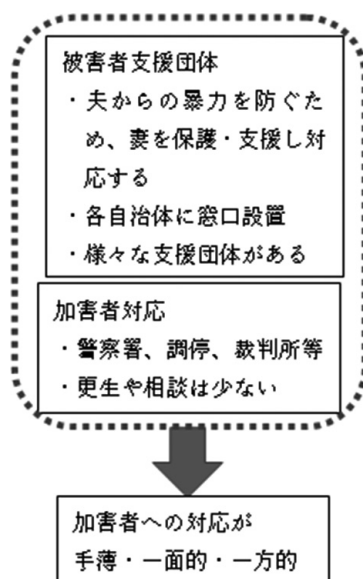 被害者支援団体
・夫からの暴力を防ぐた
め、妻を保護・支援し対
応する
・各自治体に窓口設置
・様々な支援団体がある
加害者対応
・警察署、調停、裁判所等
・更生や相談は少ない
加害者への対応が
手薄・一面的・一方的